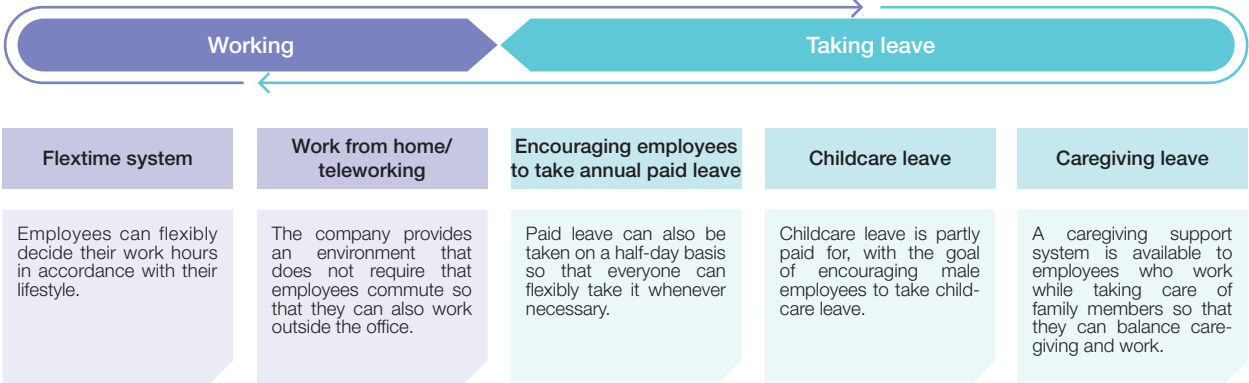 Working
Taking leave
Flextime system
Employees can flexibly
decide their work hours
in accordance with their
lifestyle.
Work from home/
teleworking
The company provides
an environment that
does not require that
employees commute so
that they can also work
outside the office.
Encouraging employees
to take annual paid leave
Paid leave can also be
taken on a half-day basis
so that everyone can
flexibly take it whenever
necessary.
Childcare leave
Childcare leave is partly
paid for, with the goal
of encouraging male
employees to take child-
care leave.
Caregiving leave
A caregiving support
system is available to
employees who work
while taking care of
family members so that
they can balance care-
giving and work.